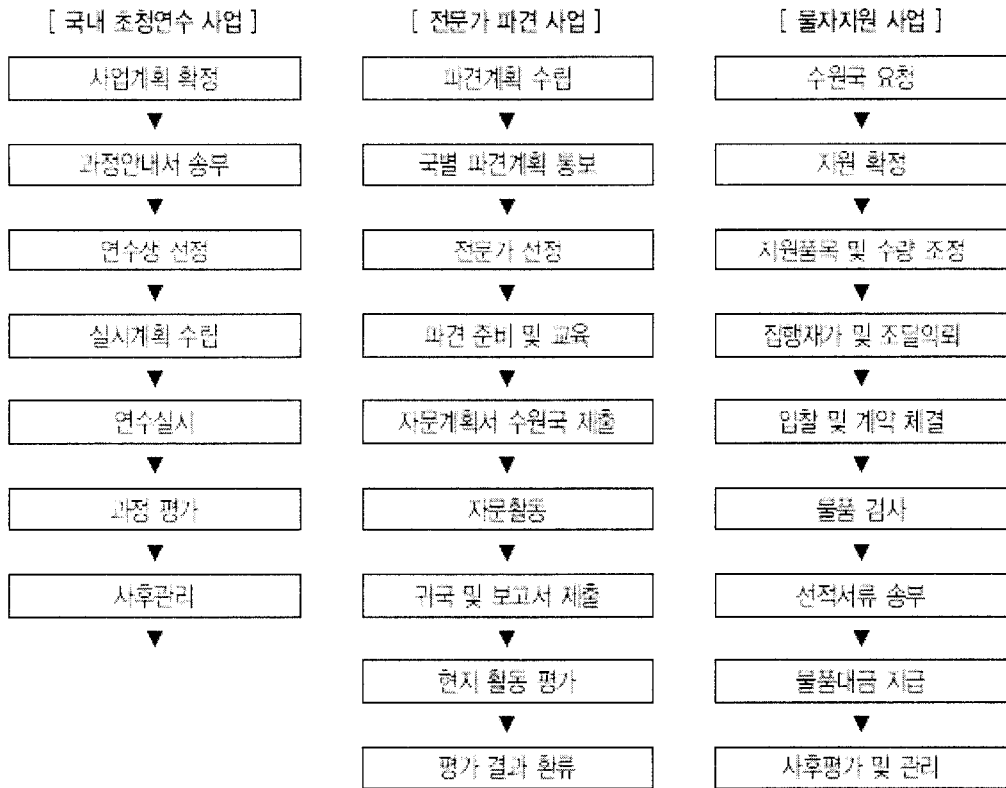 [ 국내 초청연수 사업 ]
사업계획 확정
▼
과정안내서 송부
▼
연수생 선정
▼
실시계획 수립
▼
연수실시
▼
과정 평가
▼
사후관리
▼
[ 전문가 파견 사업 ]
파견계획 수립
▼
국별 파견계획 통보
▼
전문가 선정
▼
파견 준비 및 교육
▼
자문계획서 수원국 제출
▼
자문활동
▼
귀국 및 보고서 제출
▼
현지 활동 평가
▼
평가 결과 환류
[ 물자지원 사업 ]
수원국 요청
▼
지원 확정
▼
지원품목 및 수량 조정
▼
집행재가 및 조달의뢰
▼
입찰 및 계약 체결
▼
물품 검사
▼
선적서류 송부
▼
물품대금 지급
▼
사후평가 및 관리